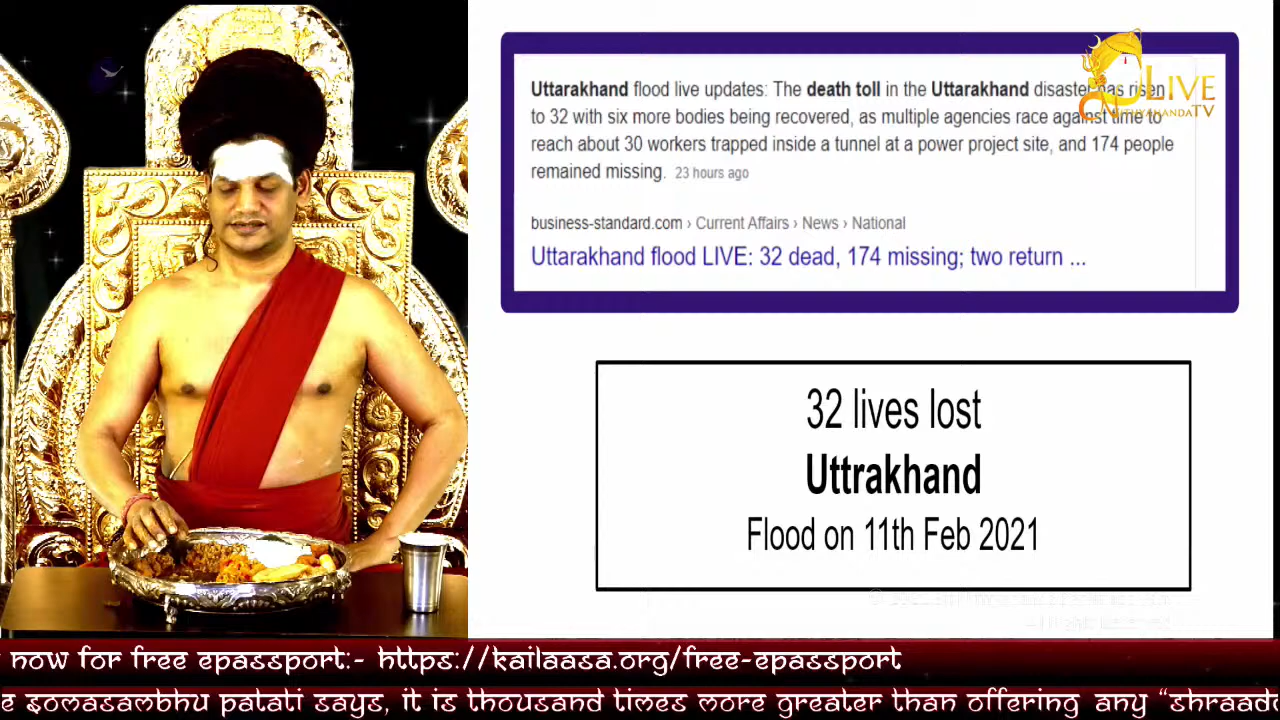 Uttarakhand flood live updates: The death toll in the Uttarakhand disaster has risen
to 32 with six more bodies being recovered, as multiple agencies race against time to
reach about 30 workers trapped inside a tunnel at a power project site, and 174 people
remained missing. 23 hours ago
business-standard.com › Current Affairs › News › National
Uttarakhand flood LIVE: 32 dead, 174 missing; two return ...
LIVE
NITHYANANDA TV
32 lives lost
Uttrakhand
Flood on 11th Feb 2021
now for free epassport:- https://kailaasa.org/free-epassport
e somasambhu patati says, it is thousand times more greater than offering any “shraadd